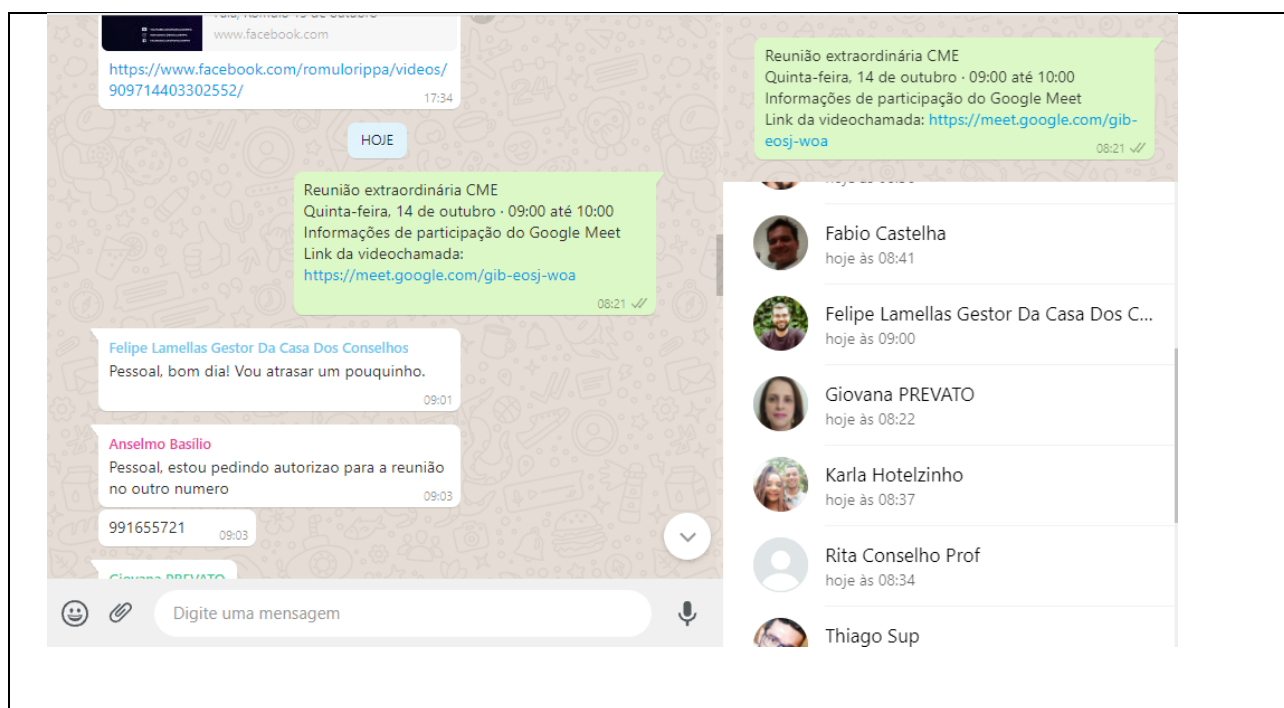 www.facebook.com
https://www.facebook.com/romulorippa/videos/
909714403302552/
17:34
HOJE
Reunião extraordinária CME
Quinta-feira, 14 de outubro · 09:00 até 10:00
Informações de participação do Google Meet
Link da videochamada:
https://meet.google.com/gib-eosj-woa
08:21
Felipe Lamellas Gestor Da Casa Dos Conselhos
Pessoal, bom dia! Vou atrasar um pouquinho.
09:01
Anselmo Basílio
Pessoal, estou pedindo autorizao para a reunião
no outro numero
09:03
991655721
09:03
Giovana PREVATO
Digite uma mensagem
Reunião extraordinária CME
Quinta-feira, 14 de outubro · 09:00 até 10:00
Informações de participação do Google Meet
Link da videochamada: https://meet.google.com/gib-
eosj-woa
08:21
Fabio Castelha
hoje às 08:41
Felipe Lamellas Gestor Da Casa Dos C...
hoje às 09:00
Giovana PREVATO
hoje às 08:22
Karla Hotelzinho
hoje às 08:37
Rita Conselho Prof
hoje às 08:34
Thiago Sup